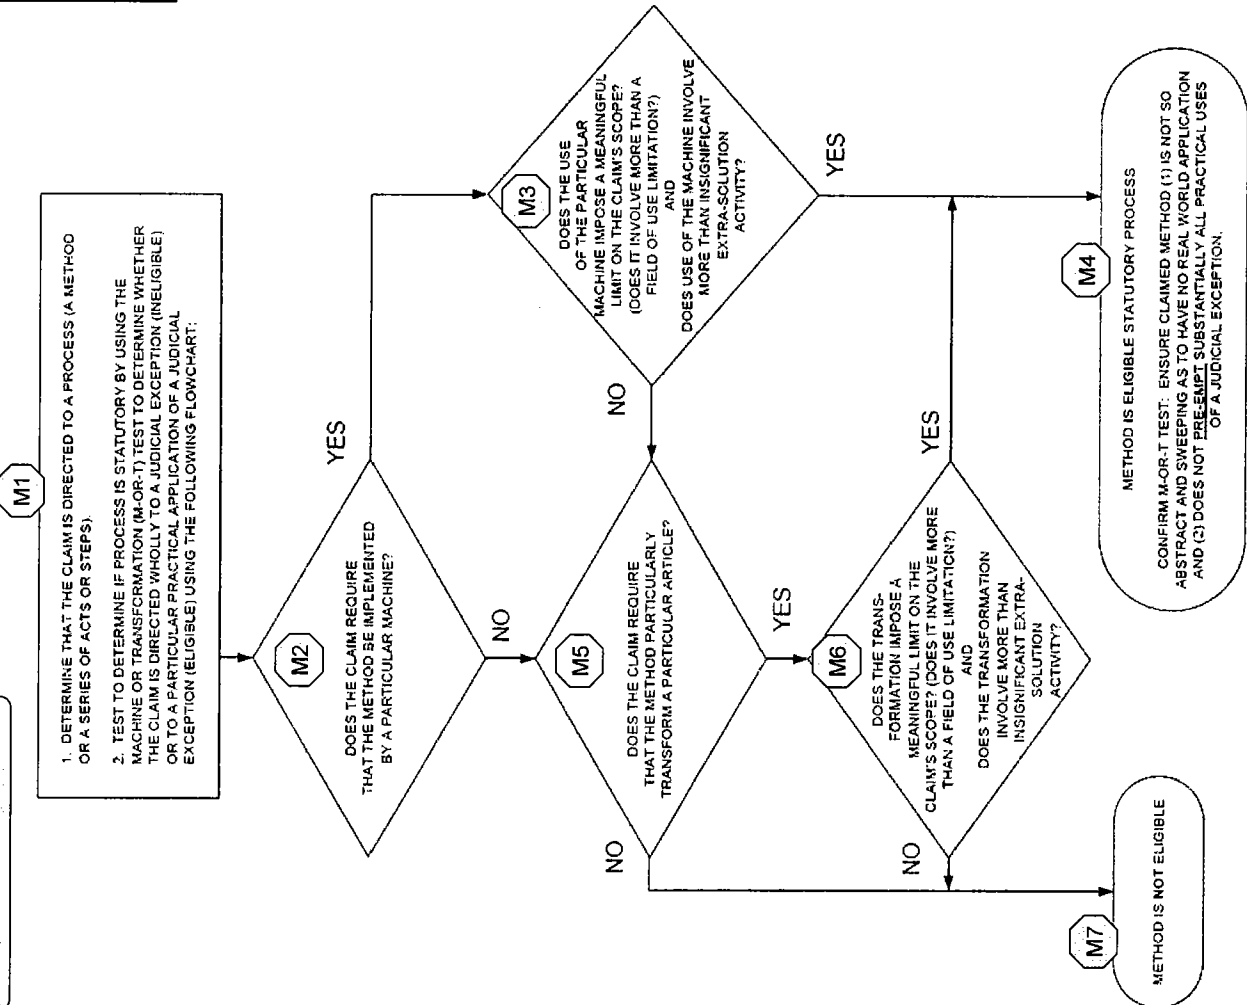 M1
1. DETERMINE THAT THE CLAIM IS DIRECTED TO A PROCESS (A METHOD
OR A SERIES OF ACTS OR STEPS).
2. TEST TO DETERMINE IF PROCESS IS STATUTORY BY USING THE
MACHINE OR TRANSFORMATION (M-OR-T) TEST TO DETERMINE WHETHER
THE CLAIM IS DIRECTED WHOLLY TO A JUDICIAL EXCEPTION (INELIGIBLE)
OR TO A PARTICULAR PRACTICAL APPLICATION OF A JUDICIAL
EXCEPTION (ELIGIBLE) USING THE FOLLOWING FLOWCHART:
M2
DOES THE CLAIM REQUIRE
THAT THE METHOD BE IMPLEMENTED
BY A PARTICULAR MACHINE?
YES
NO
M3
DOES THE USE
OF THE PARTICULAR
MACHINE IMPOSE A MEANINGFUL
LIMIT ON THE CLAIM'S SCOPE?
(DOES IT INVOLVE MORE THAN A
FIELD OF USE LIMITATION?)
AND
DOES USE OF THE MACHINE INVOLVE
MORE THAN INSIGNIFICANT
EXTRA-SOLUTION
ACTIVITY?
NO
YES
M5
DOES THE CLAIM REQUIRE
THAT THE METHOD PARTICULARLY
TRANSFORM A PARTICULAR ARTICLE?
NO
YES
M6
DOES THE TRANS-
FORMATION IMPOSE A
MEANINGFUL LIMIT ON THE
CLAIM'S SCOPE? (DOES IT INVOLVE MORE
THAN A FIELD OF USE LIMITATION?)
AND
DOES THE TRANSFORMATION
INVOLVE MORE THAN
INSIGNIFICANT EXTRA-
SOLUTION
ACTIVITY?
NO
YES
M7
METHOD IS NOT ELIGIBLE
M4
METHOD IS ELIGIBLE STATUTORY PROCESS
CONFIRM M-OR-T TEST: ENSURE CLAIMED METHOD (1) IS NOT SO
ABSTRACT AND SWEEPING AS TO HAVE NO REAL WORLD APPLICATION
AND (2) DOES NOT PRE-EMPT SUBSTANTIALLY ALL PRACTICAL USES
OF A JUDICIAL EXCEPTION.